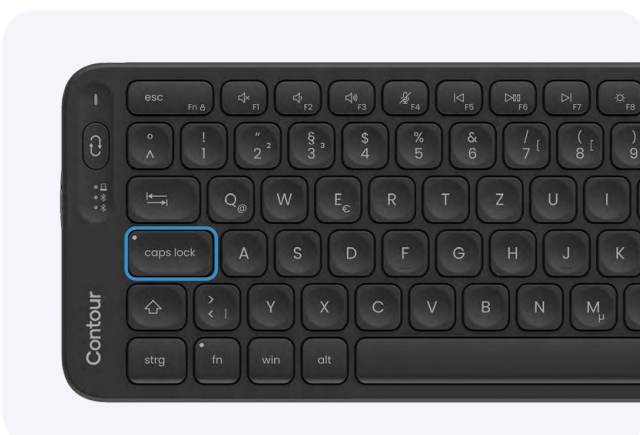 esc Fn F1 F2 F3 F4 F5 F6 F7 F8
° ^ ! 1 " 2 ² § 3 ³ $ 4 % 5 & 6 / 7 { ( 8 [ ) 9
Q @ W E € R T Z U I
caps lock A S D F G H J K
> < | Y X C V B N M µ
strg fn win alt
Contour